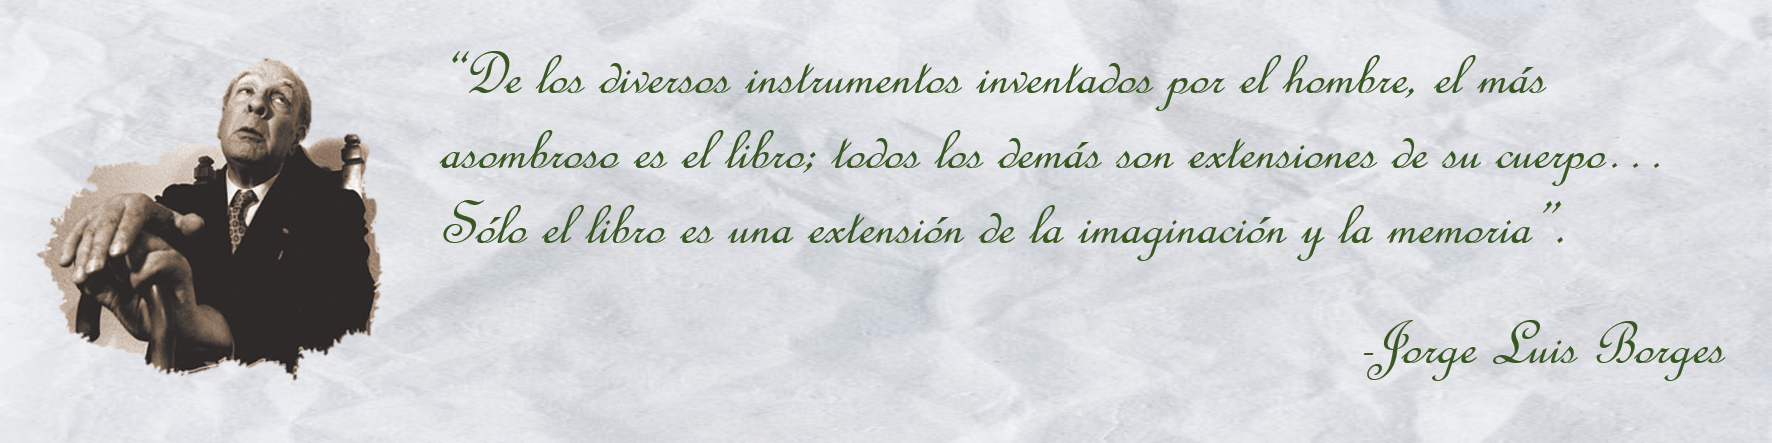 “De los diversos instrumentos inventados por el hombre, el más
asombroso es el libro; todos los demás son extensiones de su cuerpo…
Sólo el libro es una extensión de la imaginación y la memoria”.
-Jorge Luis Borges